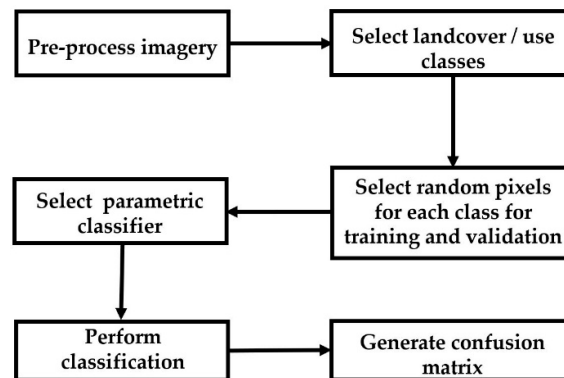 Pre-process imagery
Select landcover / use
classes
Select random pixels
for each class for
training and validation
Select parametric
classifier
Perform
classification
Generate confusion
matrix